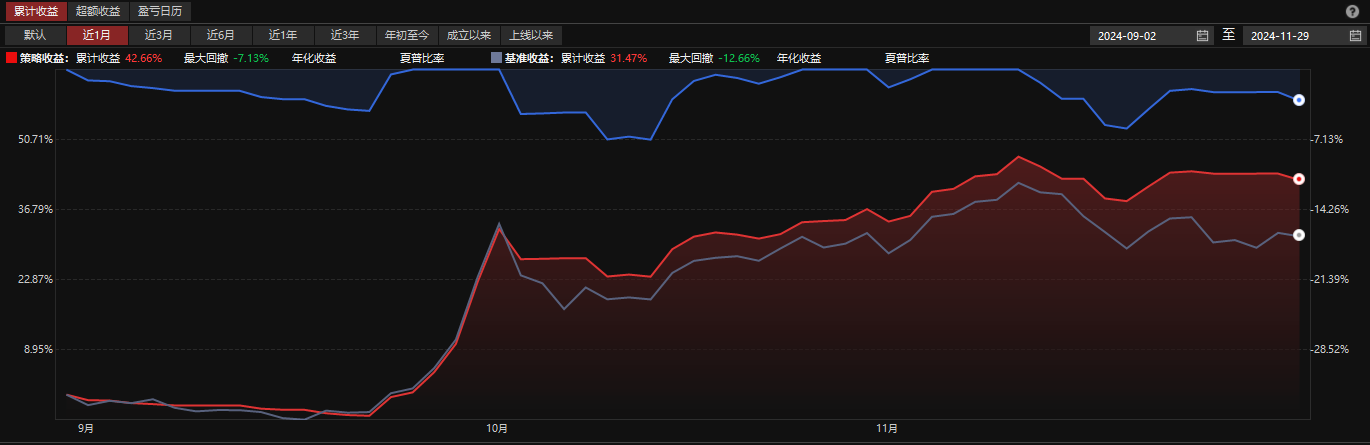 累计收益 超额收益 盈亏日历 ?
默认 近1月 近3月 近6月 近1年 近3年 年初至今 成立以来 上线以来 2024-09-02 至 2024-11-29
策略收益: 累计收益 42.66% 最大回撤 -7.13% 年化收益 夏普比率 基准收益: 累计收益 31.47% 最大回撤 -12.66% 年化收益 夏普比率
50.71% -7.13%
36.79% -14.26%
22.87% -21.39%
8.95% -28.52%
9月 10月 11月